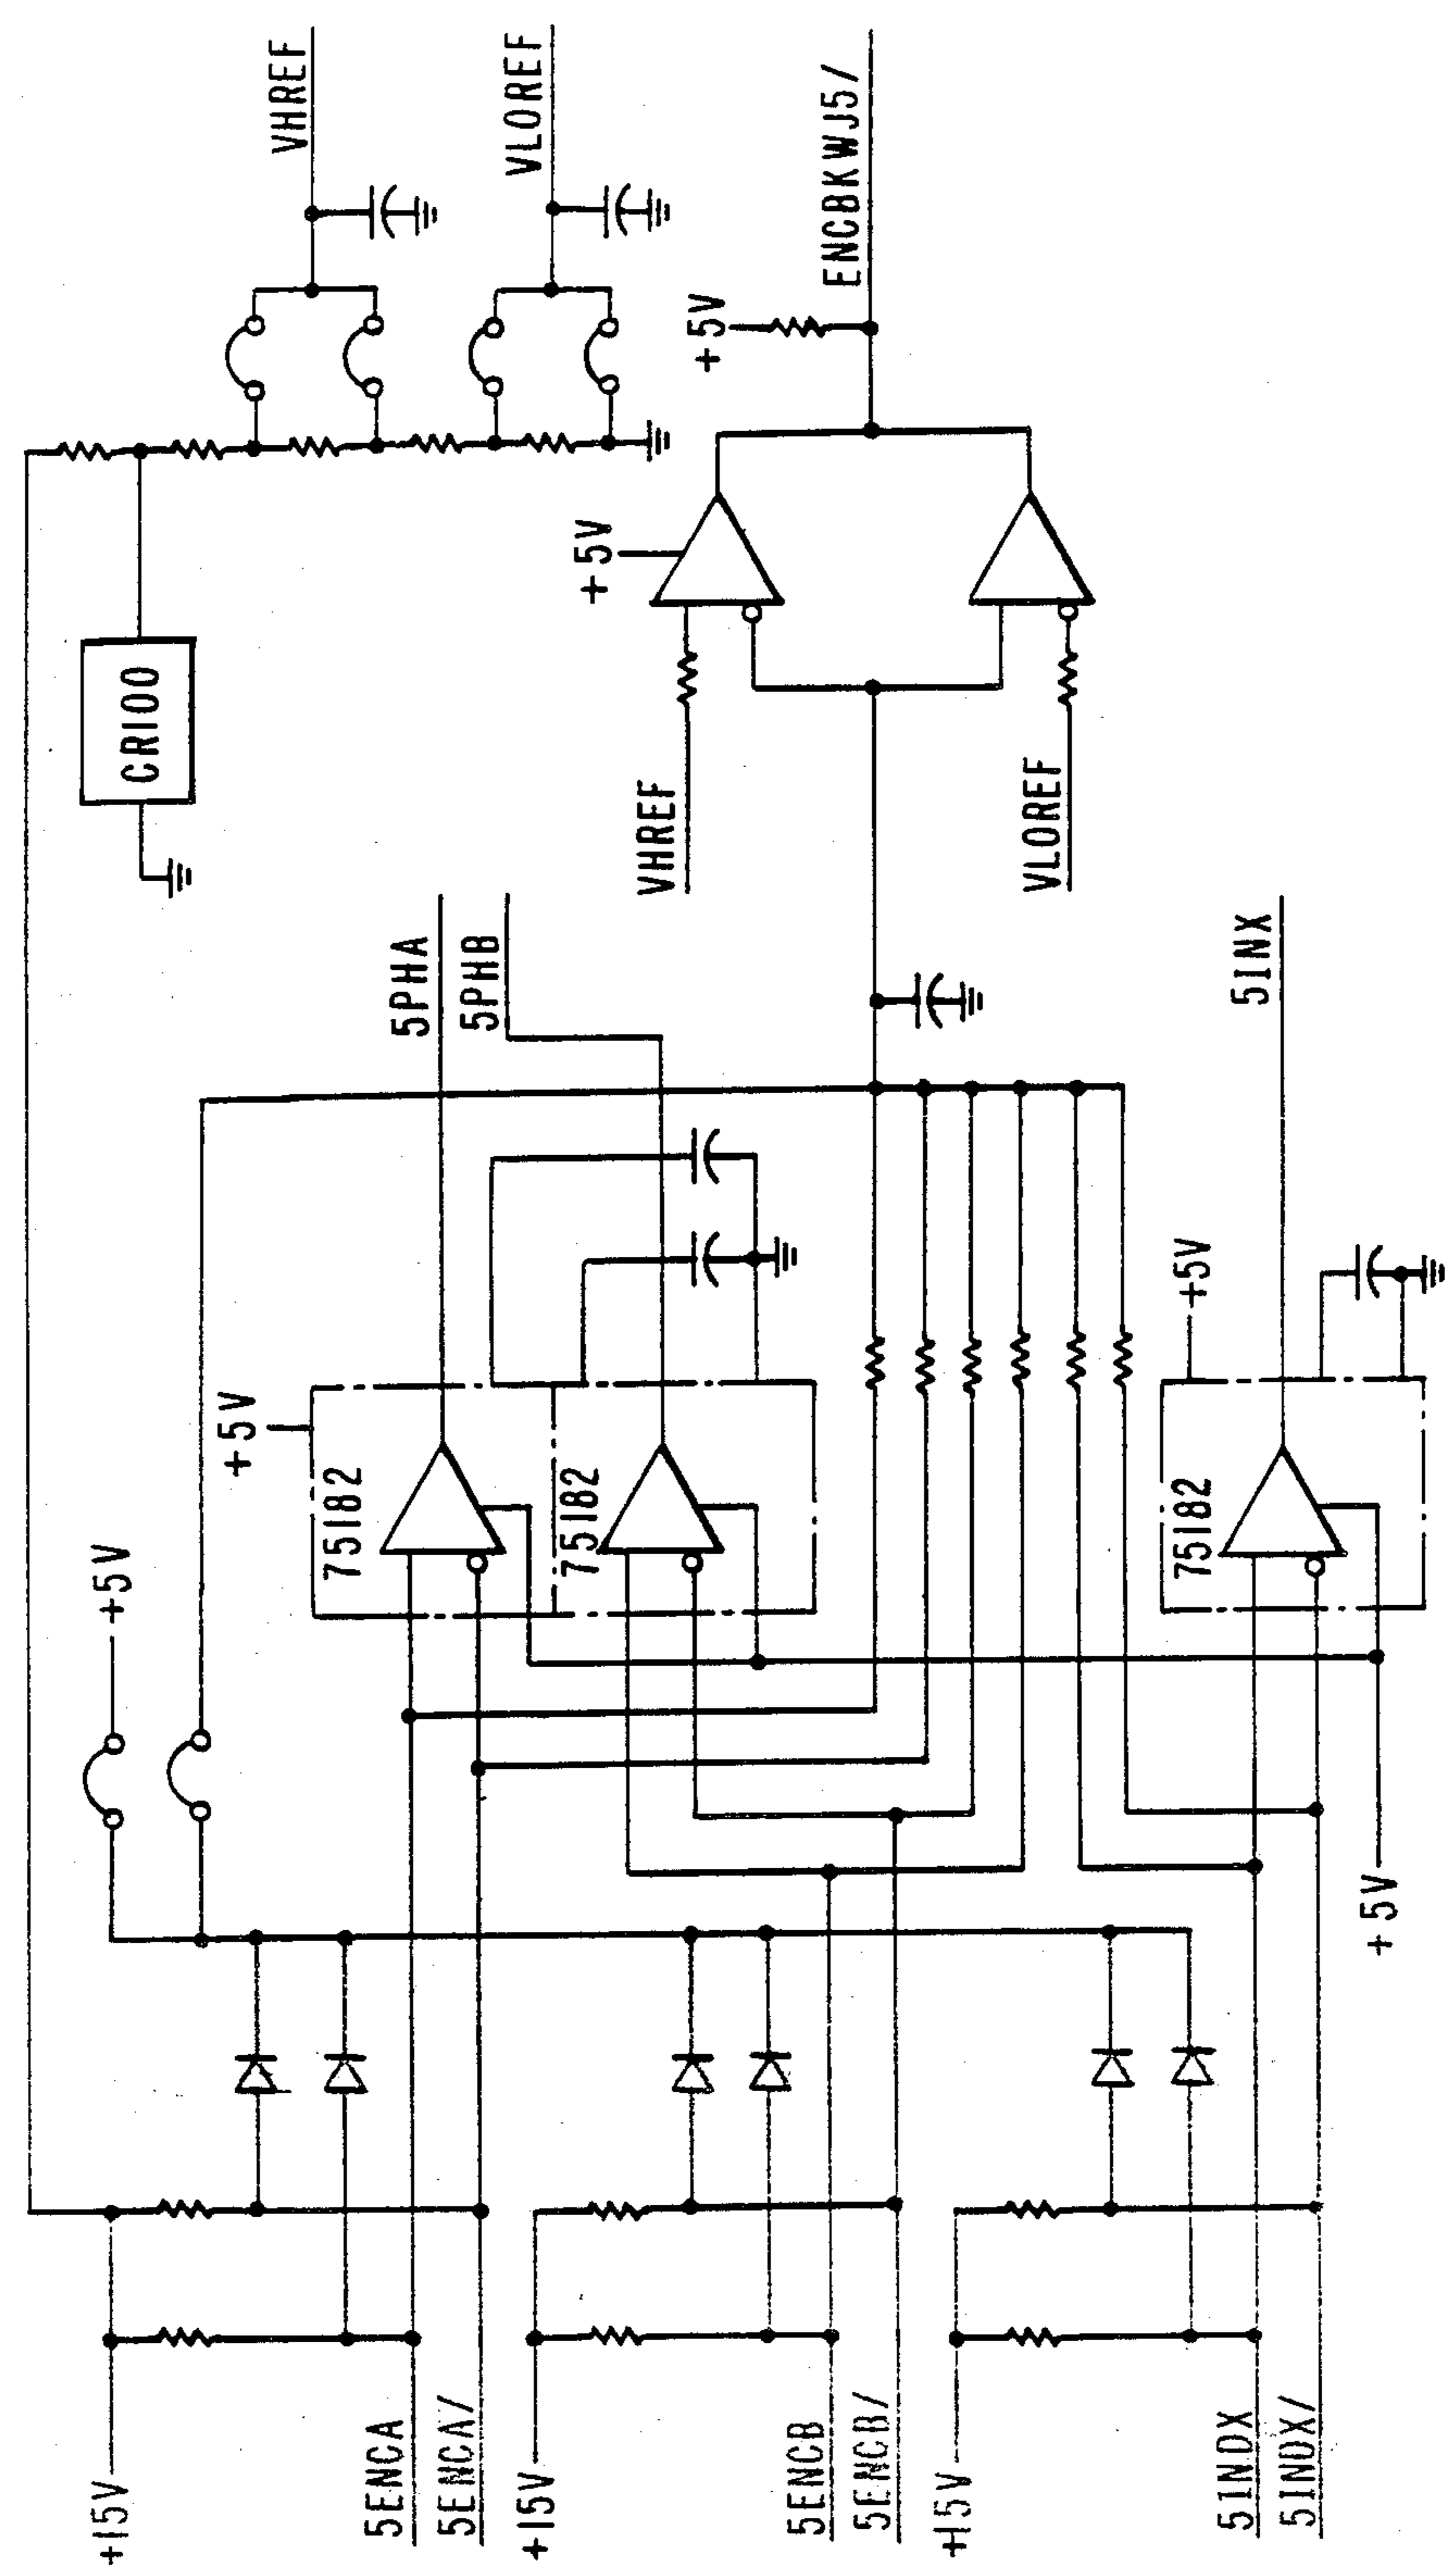 VHREF
VLOREF
ENCBKWJ5/
+5V
+5V
CR100
VHREF
VLOREF
5PHA
5PHB
5INX
+5V
+5V
+5V
75182
75182
75182
+5V
+15V
5ENCA
5ENCA/
+15V
5ENCB
5ENCB/
+15V
5INDX
5INDX/